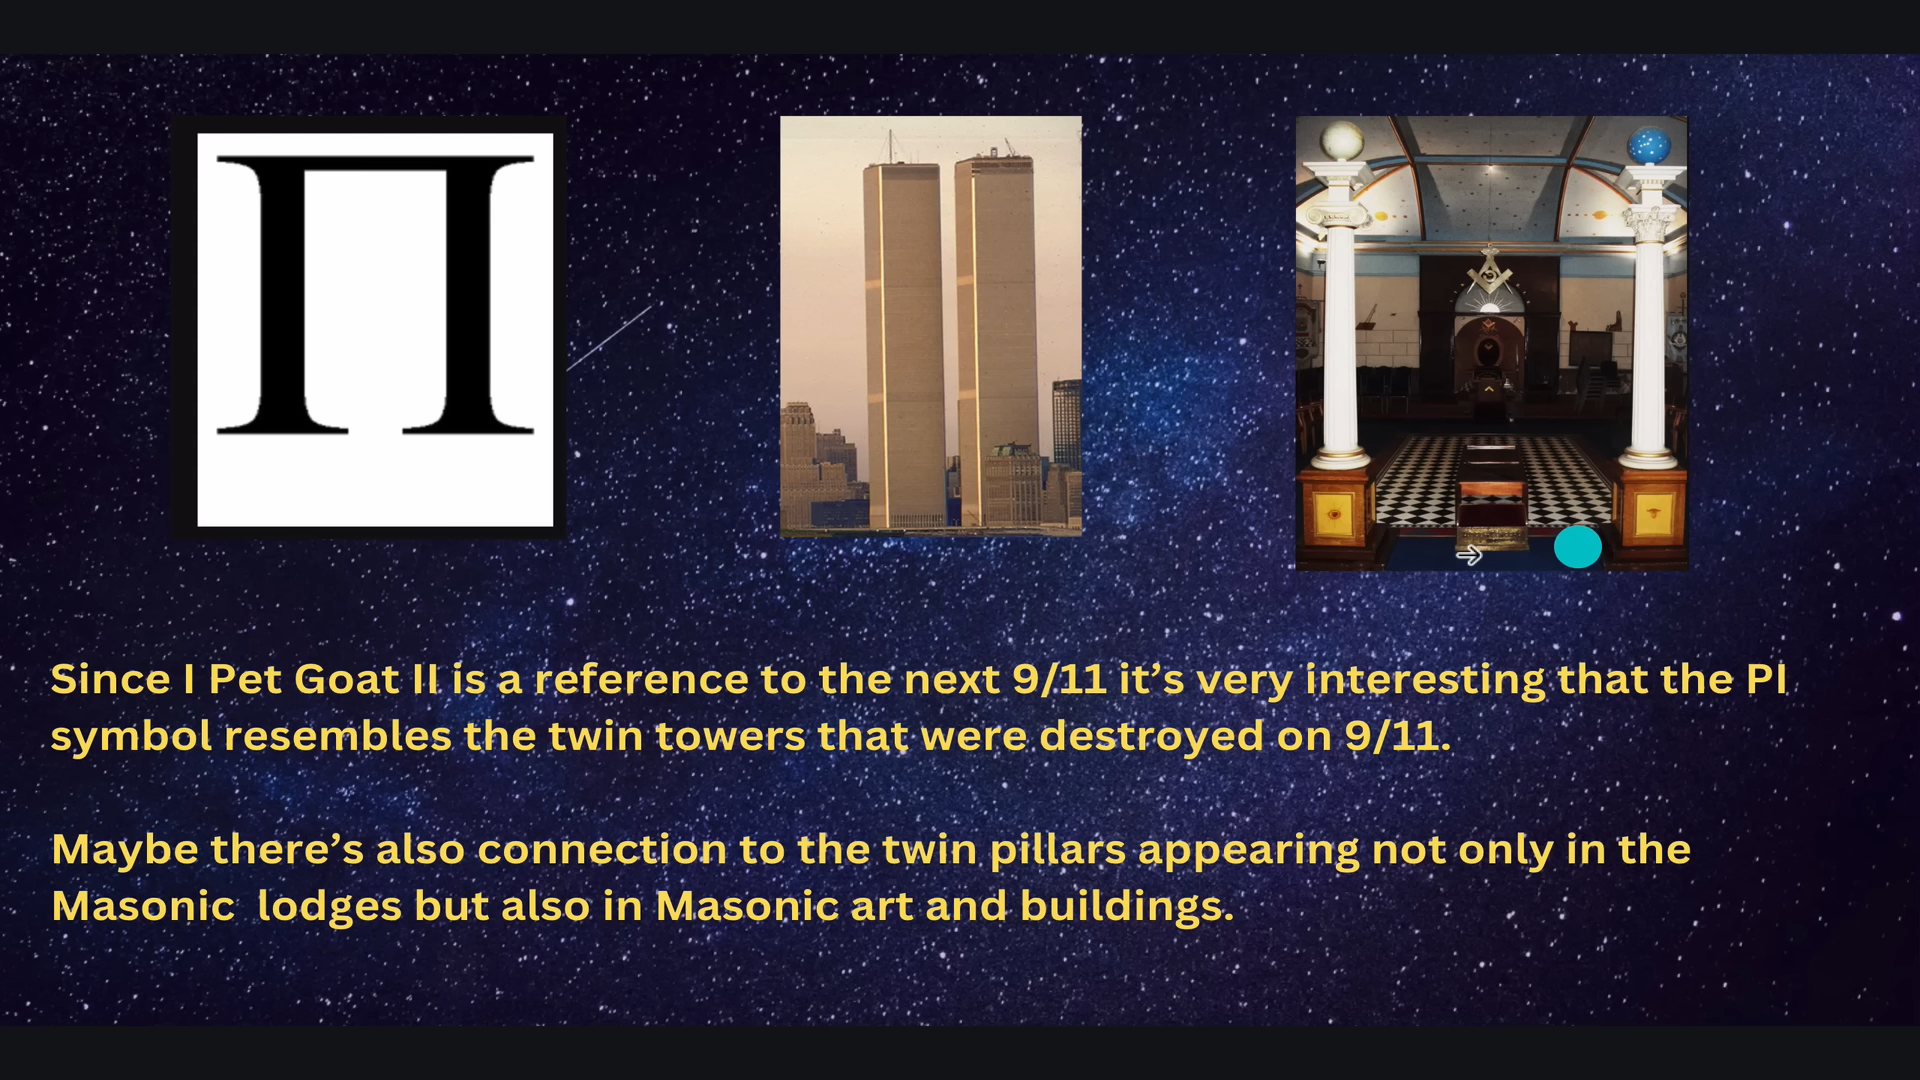 Π
Since I Pet Goat II is a reference to the next 9/11 it’s very interesting that the PI
symbol resembles the twin towers that were destroyed on 9/11.
Maybe there’s also connection to the twin pillars appearing not only in the
Masonic  lodges but also in Masonic art and buildings.